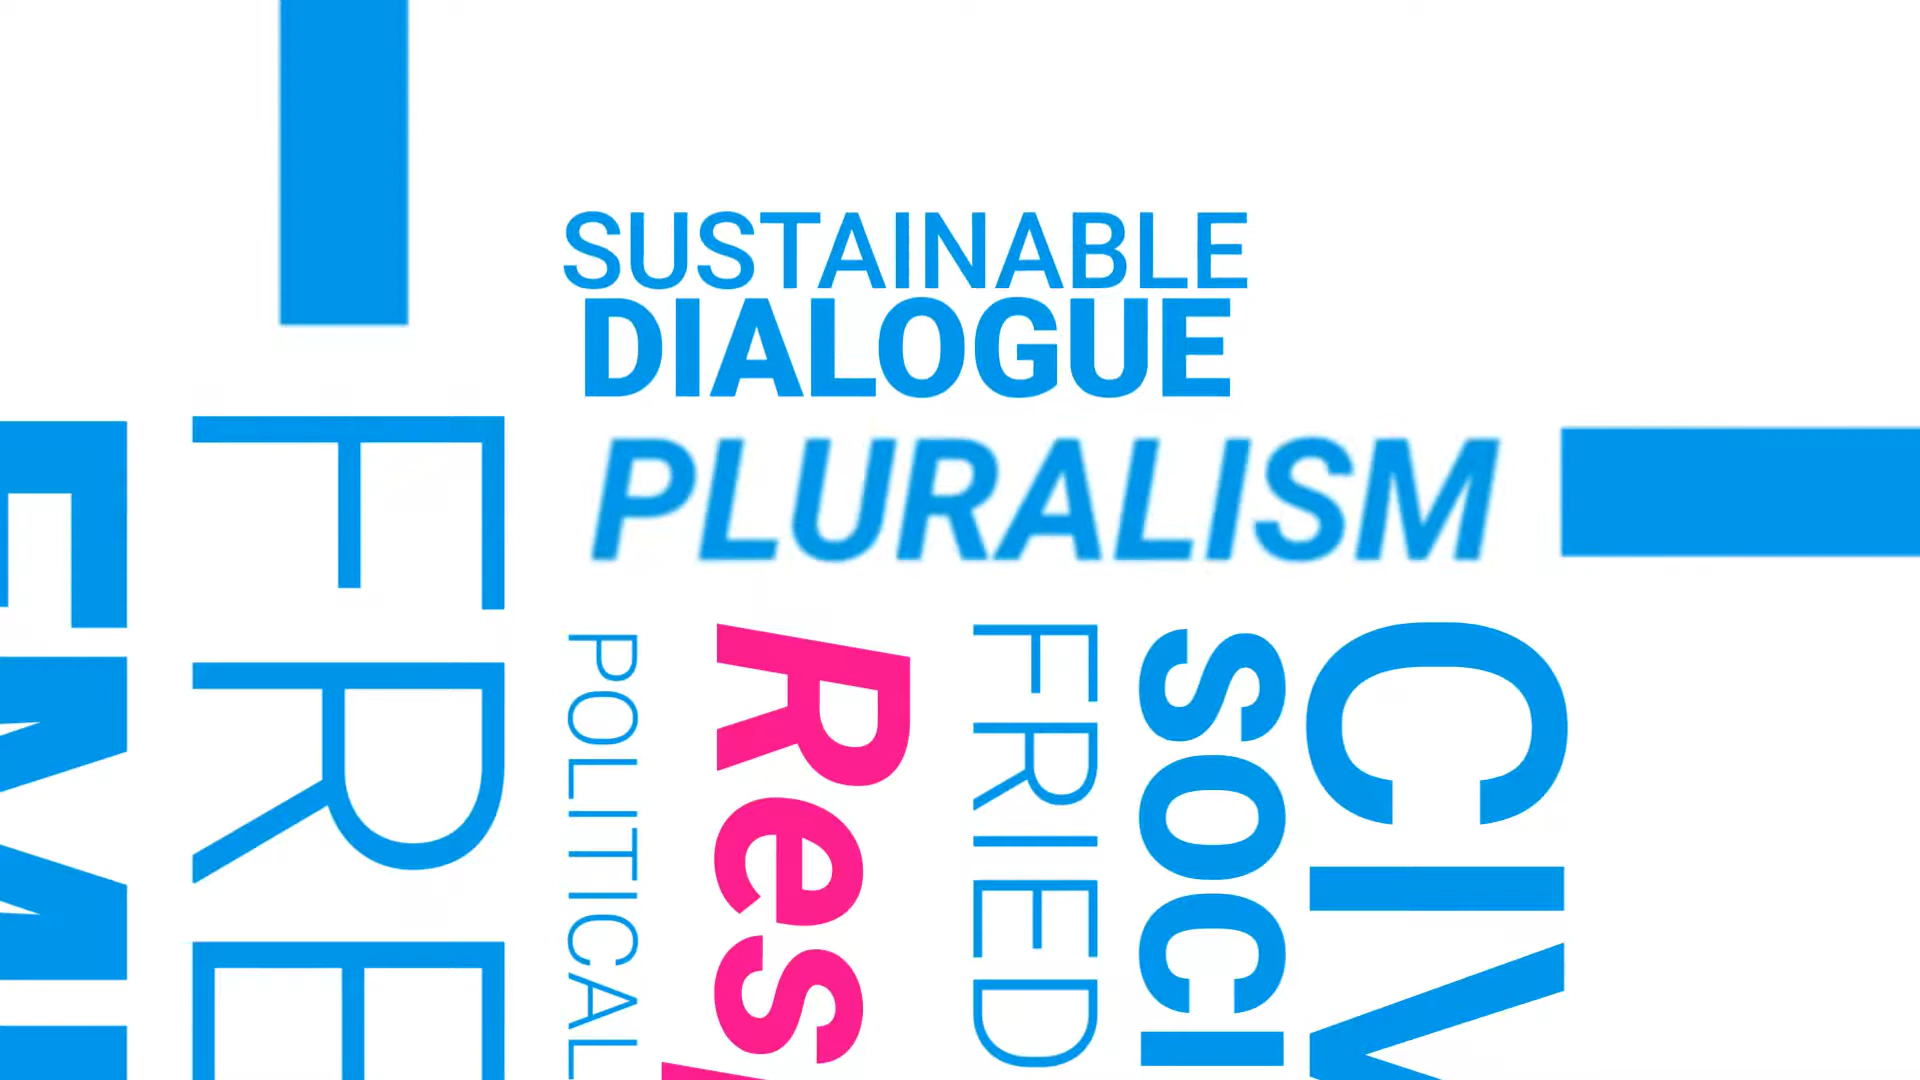 SUSTAINABLE
DIALOGUE
PLURALISM
FRE
POLITICAL
Res
FRIED
SOCI
CIV